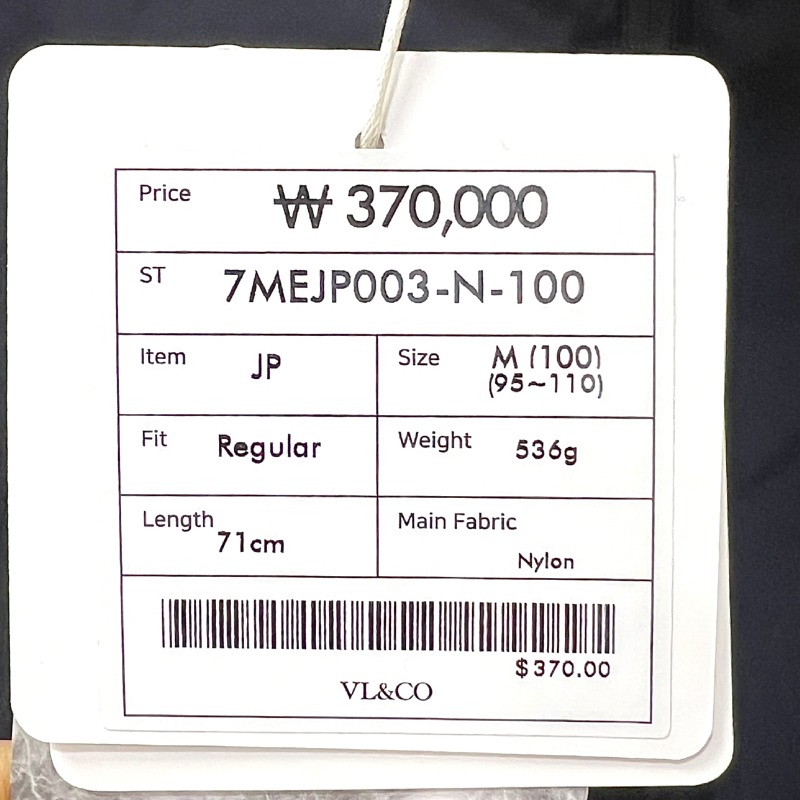 Price ₩ 370,000
ST 7MEJP003-N-100
Item JP
Size M (100)
(95~110)
Fit Regular
Weight 536g
Length 71cm
Main Fabric
Nylon
$370.00
VL&CO